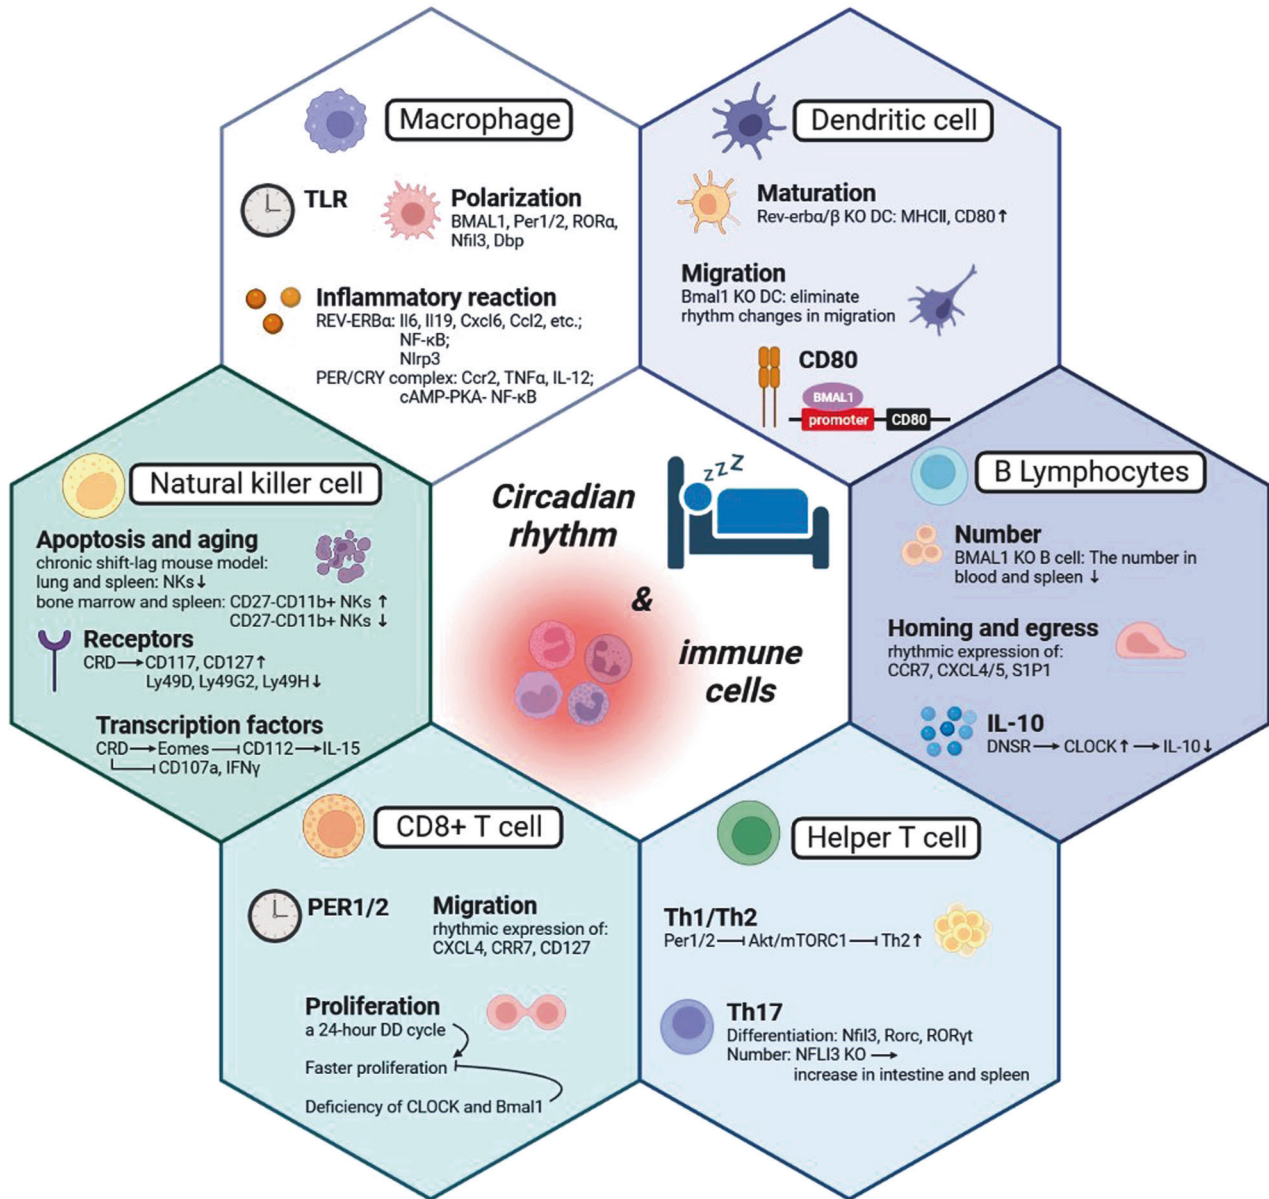 Macrophage
TLR
Polarization
BMAL1, Per1/2, RORα,
Nfil3, Dbp
Inflammatory reaction
REV-ERBα: Il6, Il19, Cxcl6, Ccl2, etc.;
NF-κB;
Nlrp3
PER/CRY complex: Ccr2, TNFα, IL-12;
cAMP-PKA- NF-κB
Dendritic cell
Maturation
Rev-erbα/β KO DC: MHCII, CD80↑
Migration
Bmal1 KO DC: eliminate
rhythm changes in migration
CD80
BMAL1
promoter CD80
Natural killer cell
Apoptosis and aging
chronic shift-lag mouse model:
lung and spleen: NKs↓
bone marrow and spleen: CD27-CD11b+ NKs ↑
CD27-CD11b+ NKs ↓
Receptors
CRD→CD117, CD127↑
Ly49D, Ly49G2, Ly49H↓
Transcription factors
CRD→Eomes⊣CD112→IL-15
⊣CD107a, IFNγ
Circadian
rhythm
zzZZ
&
immune
cells
B Lymphocytes
Number
BMAL1 KO B cell: The number in
blood and spleen ↓
Homing and egress
rhythmic expression of:
CCR7, CXCL4/5, S1P1
IL-10
DNSR→CLOCK↑→IL-10↓
CD8+ T cell
PER1/2
Migration
rhythmic expression of:
CXCL4, CRR7, CD127
Proliferation
a 24-hour DD cycle
Faster proliferation
Deficiency of CLOCK and Bmal1
Helper T cell
Th1/Th2
Per1/2⊣Akt/mTORC1⊣Th2↑
Th17
Differentiation: Nfil3, Rorc, RORγt
Number: NFLI3 KO →
increase in intestine and spleen